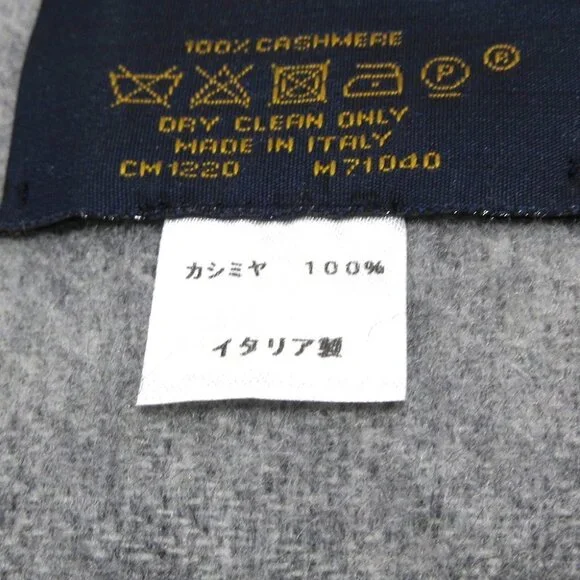 100% CASHMERE
P ®
DRY CLEAN ONLY
MADE IN ITALY
CM1220 M71040
カシミヤ 100%
イタリア製